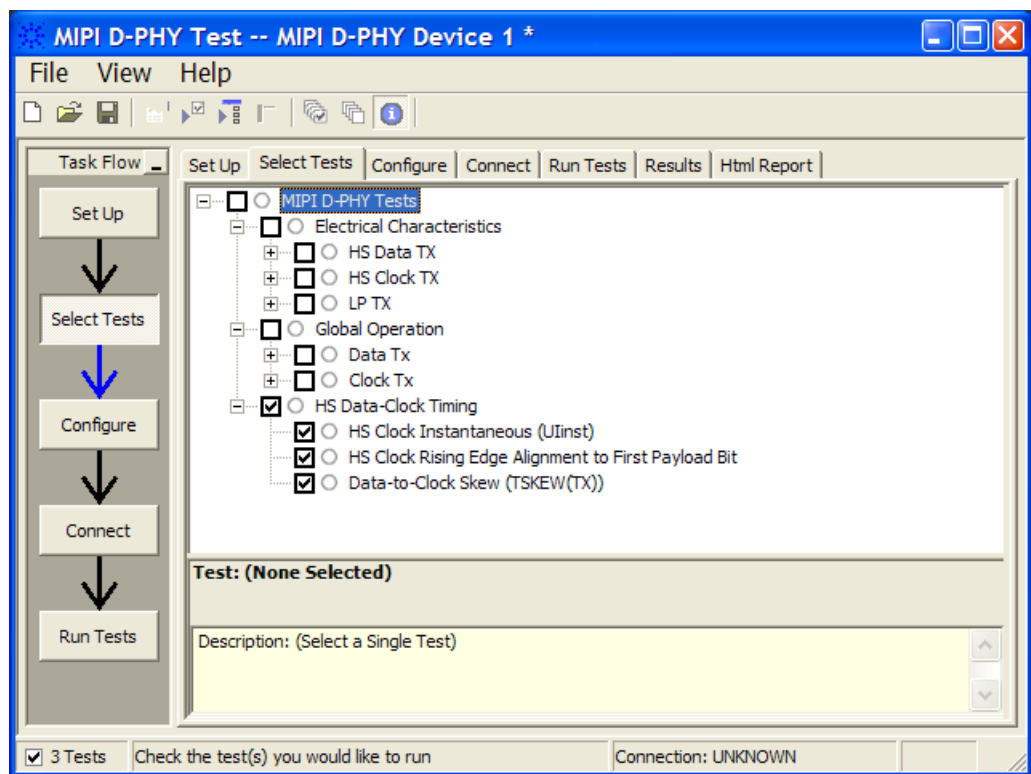 MIPI D-PHY Test -- MIPI D-PHY Device 1 *
File View Help
Task Flow
Set Up Select Tests Configure Connect Run Tests Results Html Report
Set Up
Select Tests
Configure
Connect
Run Tests
MIPI D-PHY Tests
Electrical Characteristics
HS Data TX
HS Clock TX
LP TX
Global Operation
Data Tx
Clock Tx
HS Data-Clock Timing
HS Clock Instantaneous (UIinst)
HS Clock Rising Edge Alignment to First Payload Bit
Data-to-Clock Skew (TSKEW(TX))
Test: (None Selected)
Description: (Select a Single Test)
3 Tests Check the test(s) you would like to run Connection: UNKNOWN